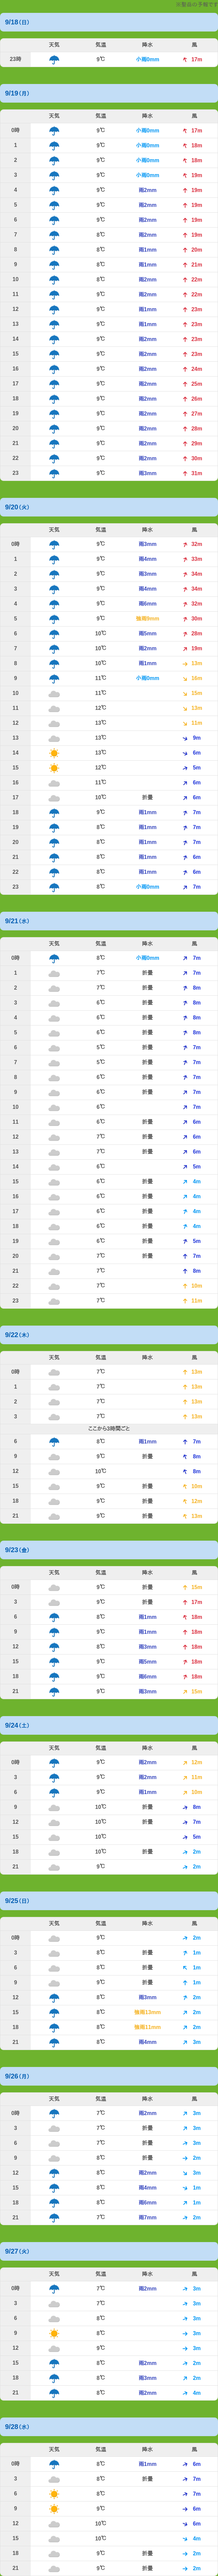 ※緊急の予報です
9/18(日)
天気 気温 降水 風
23時 9℃ 小雨0mm 17m
9/19(月)
天気 気温 降水 風
0時 9℃ 小雨0mm 17m
1 9℃ 小雨0mm 18m
2 9℃ 小雨0mm 18m
3 9℃ 小雨0mm 19m
4 9℃ 雨2mm 19m
5 9℃ 雨2mm 19m
6 9℃ 雨2mm 19m
7 9℃ 雨2mm 19m
8 9℃ 雨1mm 20m
9 9℃ 雨1mm 21m
10 9℃ 雨2mm 22m
11 9℃ 雨2mm 22m
12 9℃ 雨1mm 23m
13 9℃ 雨1mm 23m
14 9℃ 雨2mm 23m
15 9℃ 雨2mm 23m
16 9℃ 雨2mm 24m
17 9℃ 雨2mm 25m
18 9℃ 雨2mm 26m
19 9℃ 雨2mm 27m
20 9℃ 雨2mm 28m
21 9℃ 雨2mm 29m
22 9℃ 雨2mm 30m
23 9℃ 雨3mm 31m
9/20(火)
天気 気温 降水 風
0時 9℃ 雨3mm 32m
1 9℃ 雨4mm 33m
2 9℃ 雨3mm 34m
3 9℃ 雨4mm 34m
4 9℃ 雨6mm 32m
5 9℃ 強雨9mm 30m
6 10℃ 雨5mm 28m
7 10℃ 雨2mm 19m
8 10℃ 雨1mm 13m
9 11℃ 小雨0mm 16m
10 11℃ 15m
11 12℃ 13m
12 13℃ 11m
13 13℃ 9m
14 13℃ 6m
15 12℃ 5m
16 11℃ 6m
17 10℃ 折曇 6m
18 9℃ 雨1mm 7m
19 8℃ 雨1mm 7m
20 8℃ 雨1mm 7m
21 8℃ 雨1mm 6m
22 8℃ 雨1mm 6m
23 8℃ 小雨0mm 7m
9/21(水)
天気 気温 降水 風
0時 8℃ 小雨0mm 7m
1 7℃ 折曇 7m
2 7℃ 折曇 8m
3 6℃ 折曇 8m
4 6℃ 折曇 8m
5 6℃ 折曇 8m
6 5℃ 折曇 7m
7 5℃ 折曇 7m
8 6℃ 折曇 7m
9 6℃ 折曇 7m
10 6℃ 7m
11 6℃ 折曇 6m
12 7℃ 折曇 6m
13 7℃ 折曇 6m
14 6℃ 5m
15 6℃ 折曇 4m
16 6℃ 折曇 4m
17 6℃ 折曇 4m
18 6℃ 折曇 4m
19 6℃ 折曇 5m
20 7℃ 折曇 7m
21 7℃ 8m
22 7℃ 10m
23 7℃ 11m
9/22(木)
天気 気温 降水 風
0時 7℃ 13m
1 7℃ 13m
2 7℃ 13m
3 7℃ 13m
ここから3時間ごと
6 8℃ 雨1mm 7m
9 9℃ 折曇 8m
12 10℃ 8m
15 9℃ 折曇 10m
18 9℃ 折曇 12m
21 9℃ 折曇 13m
9/23(金)
天気 気温 降水 風
0時 9℃ 折曇 15m
3 9℃ 折曇 17m
6 9℃ 雨1mm 18m
9 9℃ 雨1mm 18m
12 8℃ 雨3mm 18m
15 8℃ 雨5mm 18m
18 8℃ 雨6mm 18m
21 8℃ 雨3mm 15m
9/24(土)
天気 気温 降水 風
0時 8℃ 雨2mm 12m
3 8℃ 雨2mm 11m
6 9℃ 雨1mm 10m
9 10℃ 折曇 8m
12 10℃ 折曇 7m
15 10℃ 5m
18 10℃ 折曇 2m
21 9℃ 2m
9/25(日)
天気 気温 降水 風
0時 9℃ 2m
3 8℃ 折曇 1m
6 8℃ 折曇 1m
9 9℃ 折曇 1m
12 8℃ 雨3mm 2m
15 8℃ 強雨13mm 2m
18 8℃ 強雨11mm 2m
21 8℃ 雨4mm 3m
9/26(月)
天気 気温 降水 風
0時 7℃ 雨2mm 3m
3 7℃ 折曇 3m
6 7℃ 折曇 3m
9 8℃ 折曇 2m
12 8℃ 雨2mm 3m
15 8℃ 雨4mm 1m
18 8℃ 雨6mm 1m
21 7℃ 雨7mm 2m
9/27(火)
天気 気温 降水 風
0時 7℃ 雨2mm 3m
3 7℃ 3m
6 8℃ 3m
9 8℃ 3m
12 9℃ 3m
15 8℃ 雨2mm 2m
18 8℃ 雨3mm 2m
21 8℃ 雨2mm 4m
9/28(水)
天気 気温 降水 風
0時 8℃ 雨1mm 6m
3 8℃ 折曇 7m
6 8℃ 7m
9 9℃ 6m
12 10℃ 6m
15 10℃ 4m
18 9℃ 折曇 2m
21 8℃ 折曇 2m